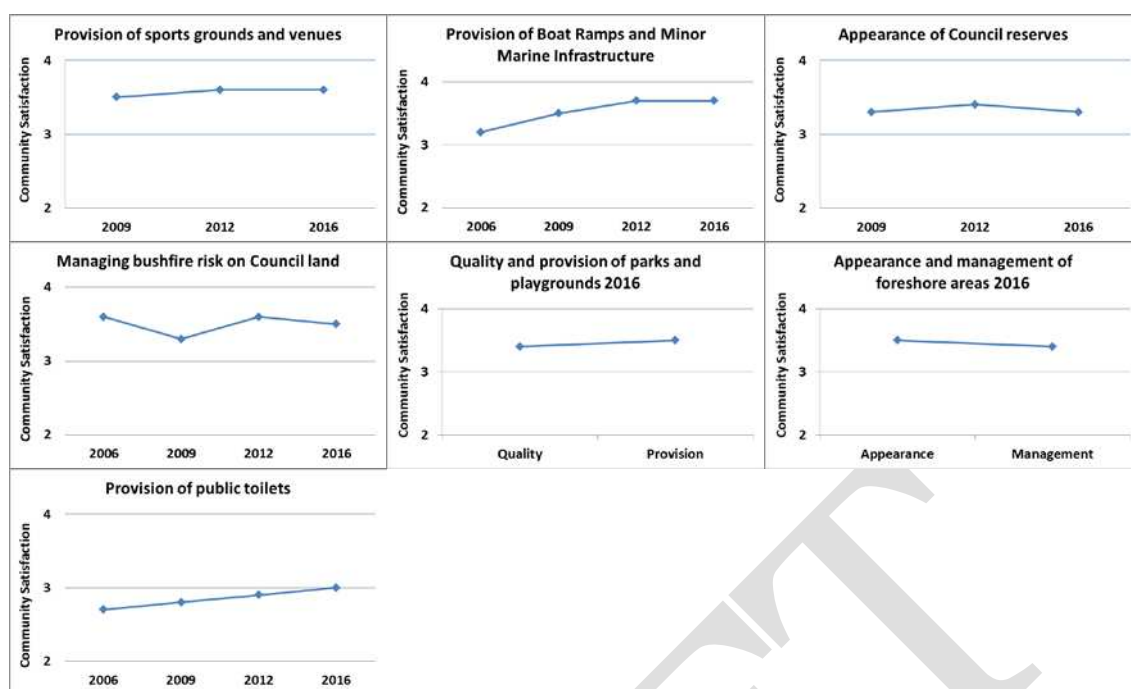 Provision of sports grounds and venues
Community Satisfaction
4
3
2
2009 2012 2016
Provision of Boat Ramps and Minor
Marine Infrastructure
Community Satisfaction
4
3
2
2006 2009 2012 2016
Appearance of Council reserves
Community Satisfaction
4
3
2
2009 2012 2016
Managing bushfire risk on Council land
Community Satisfaction
4
3
2
2006 2009 2012 2016
Quality and provision of parks and
playgrounds 2016
Community Satisfaction
4
3
2
Quality Provision
Appearance and management of
foreshore areas 2016
Community Satisfaction
4
3
2
Appearance Management
Provision of public toilets
Community Satisfaction
4
3
2
2006 2009 2012 2016